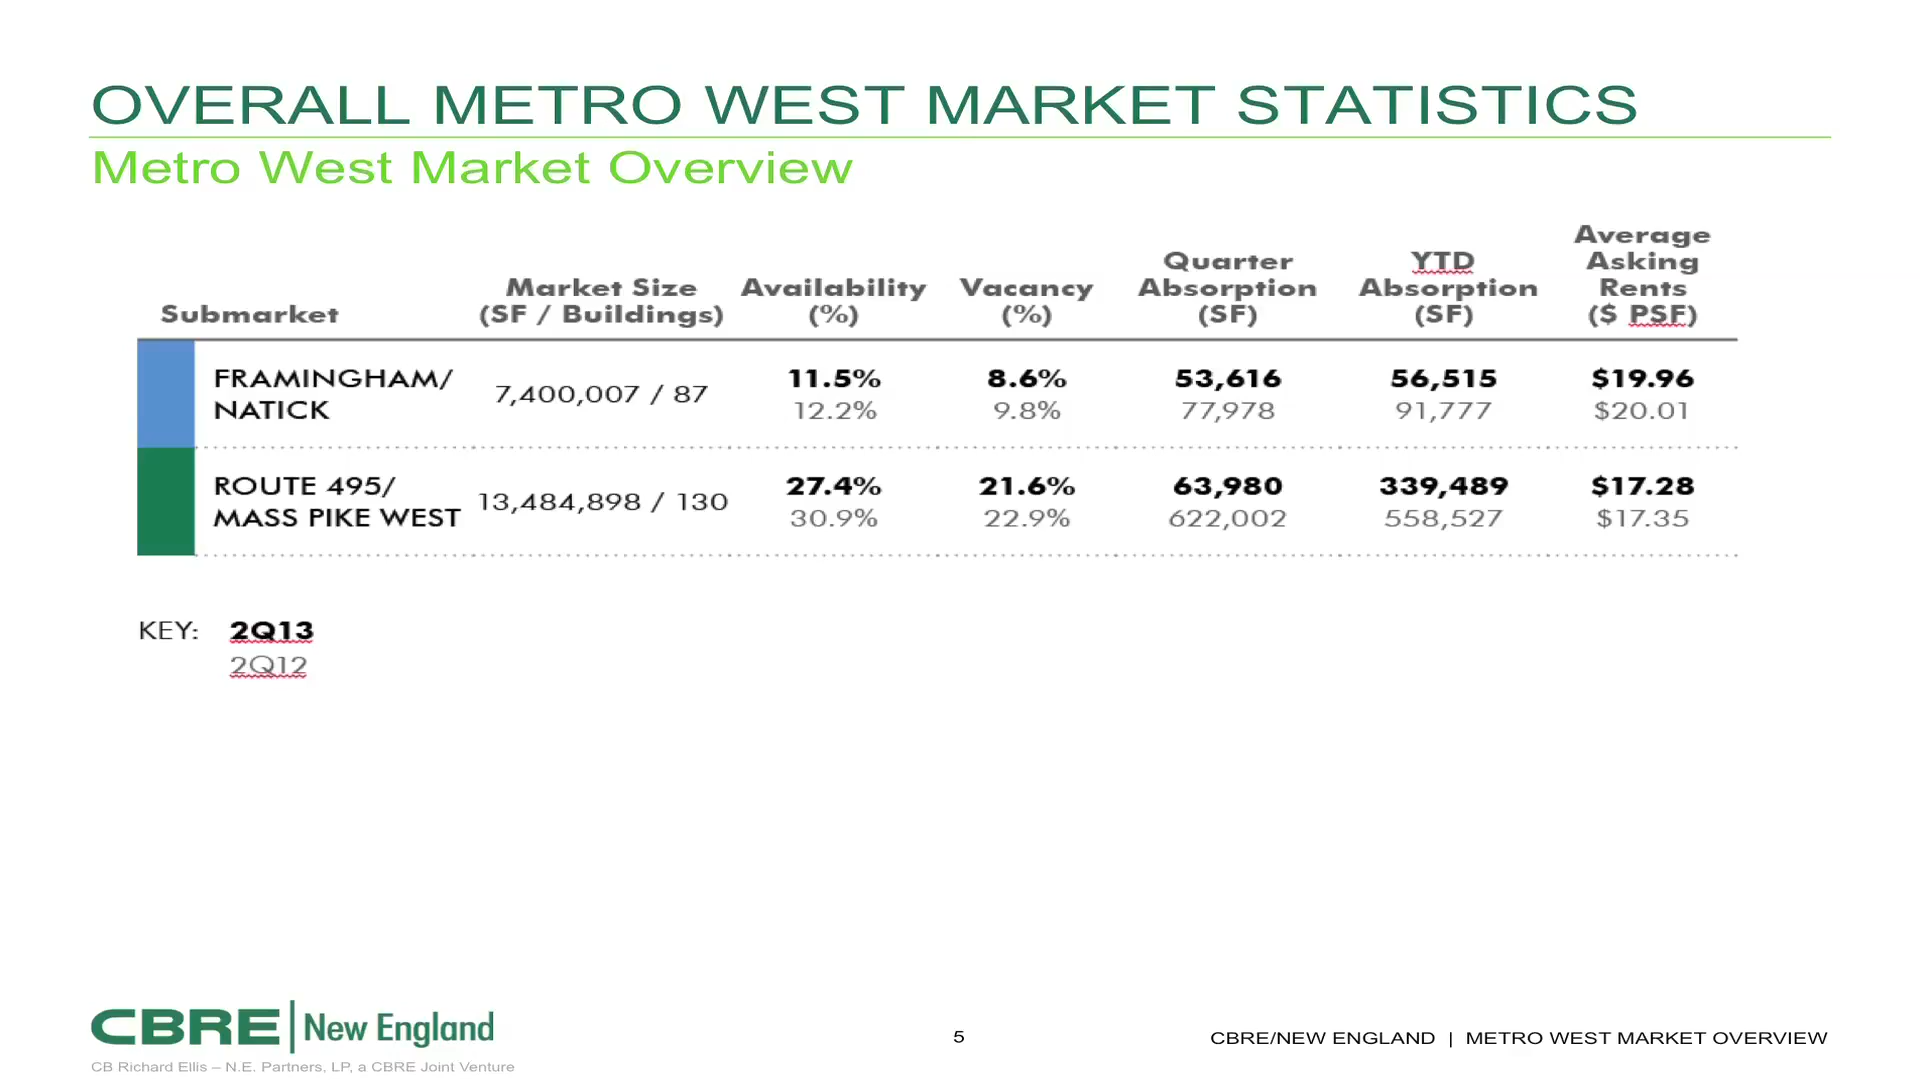 OVERALL METRO WEST MARKET STATISTICS
Metro West Market Overview
Submarket
Market Size
(SF / Buildings)
Availability
(%)
Vacancy
(%)
Quarter
Absorption
(SF)
YTD
Absorption
(SF)
Average
Asking
Rents
($ PSF)
FRAMINGHAM/
NATICK
7,400,007 / 87
11.5%
12.2%
8.6%
9.8%
53,616
77,978
56,515
91,777
$19.96
$20.01
ROUTE 495/
MASS PIKE WEST
13,484,898 / 130
27.4%
30.9%
21.6%
22.9%
63,980
622,002
339,489
558,527
$17.28
$17.35
KEY: 2Q13
2Q12
CBRE | New England
CB Richard Ellis – N.E. Partners, LP, a CBRE Joint Venture
5
CBRE/NEW ENGLAND | METRO WEST MARKET OVERVIEW